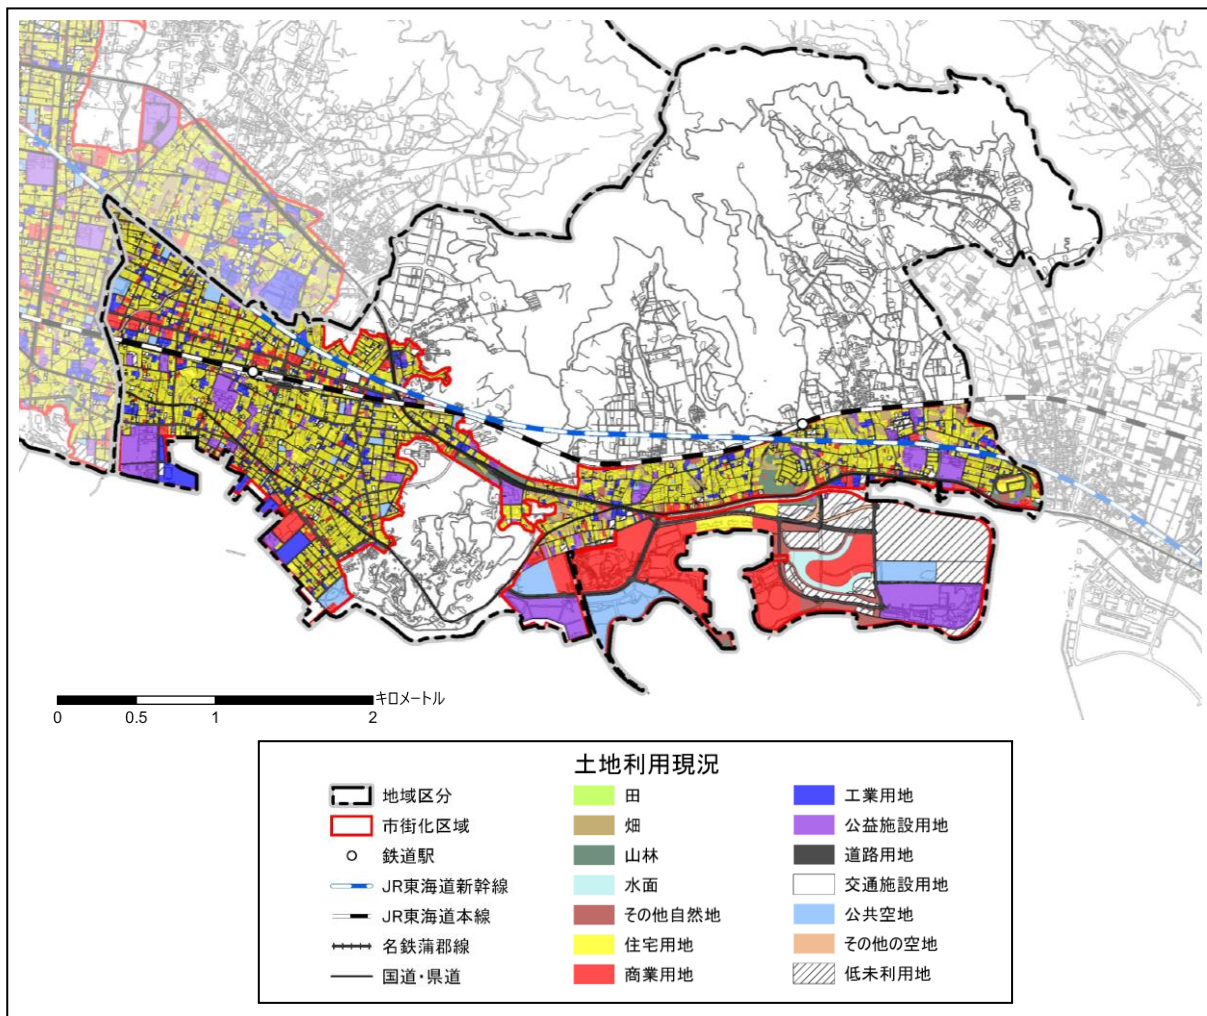 キロメートル
0 0.5 1 2
土地利用現況
地域区分
市街化区域
鉄道駅
JR東海道新幹線
JR東海道本線
名鉄蒲郡線
国道・県道
田
畑
山林
水面
その他自然地
住宅用地
商業用地
工業用地
公益施設用地
道路用地
交通施設用地
公共空地
その他の空地
低未利用地